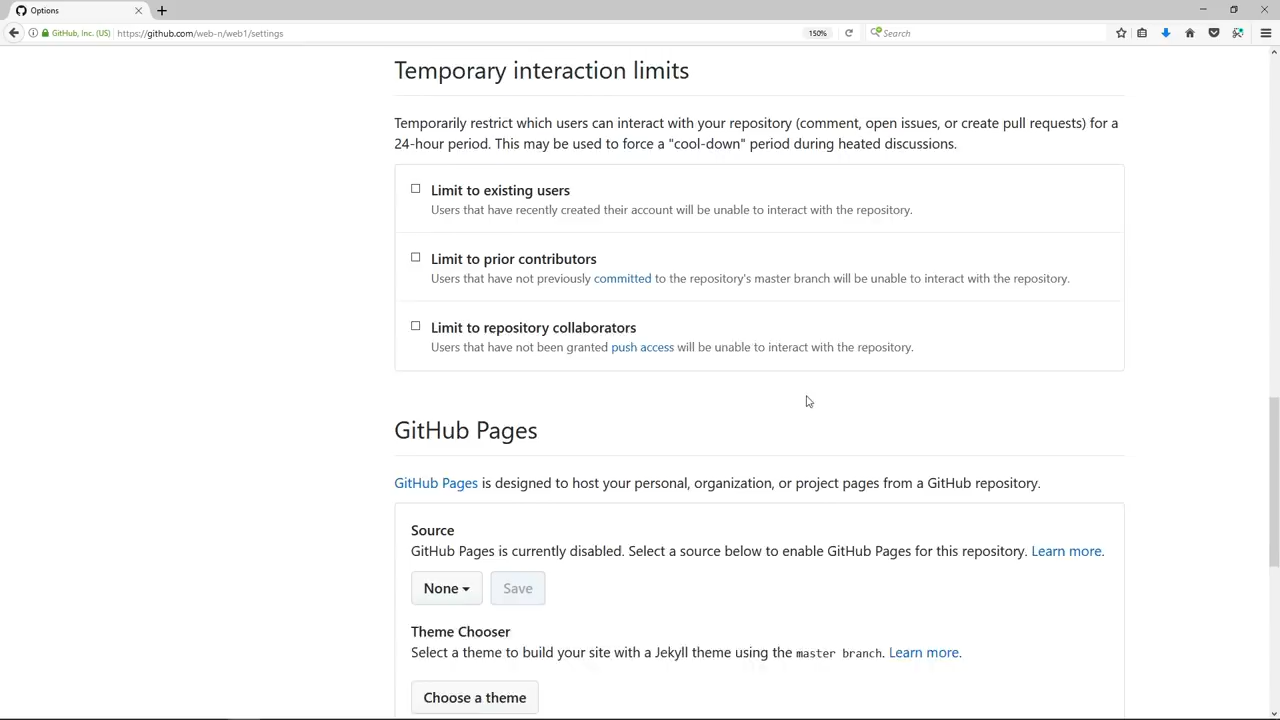 Options
GitHub, Inc. (US)
https://github.com/web-n/web1/settings
150%
Search
Temporary interaction limits
Temporarily restrict which users can interact with your repository (comment, open issues, or create pull requests) for a
24-hour period. This may be used to force a "cool-down" period during heated discussions.
Limit to existing users
Users that have recently created their account will be unable to interact with the repository.
Limit to prior contributors
Users that have not previously committed to the repository's master branch will be unable to interact with the repository.
Limit to repository collaborators
Users that have not been granted push access will be unable to interact with the repository.
GitHub Pages
GitHub Pages is designed to host your personal, organization, or project pages from a GitHub repository.
Source
GitHub Pages is currently disabled. Select a source below to enable GitHub Pages for this repository. Learn more.
None Save
Theme Chooser
Select a theme to build your site with a Jekyll theme using the master branch. Learn more.
Choose a theme